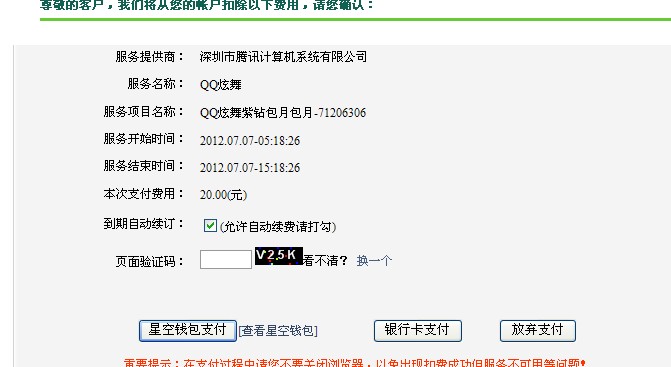 尊敬的客户，我们将从您的帐户扣除以下费用，请您确认：
服务提供商： 深圳市腾讯计算机系统有限公司
服务名称： QQ炫舞
服务项目名称： QQ炫舞紫钻包月包月-71206306
服务开始时间： 2012.07.07-05:18:26
服务结束时间： 2012.07.07-15:18:26
本次支付费用： 20.00(元)
到期自动续订： (允许自动续费请打勾)
页面验证码： V2.5K 看不清？ 换一个
星空钱包支付 [查看星空钱包] 银行卡支付 放弃支付
重要提示：在支付过程中请您不要关闭浏览器，以免出现扣费成功但服务不可用等问题！